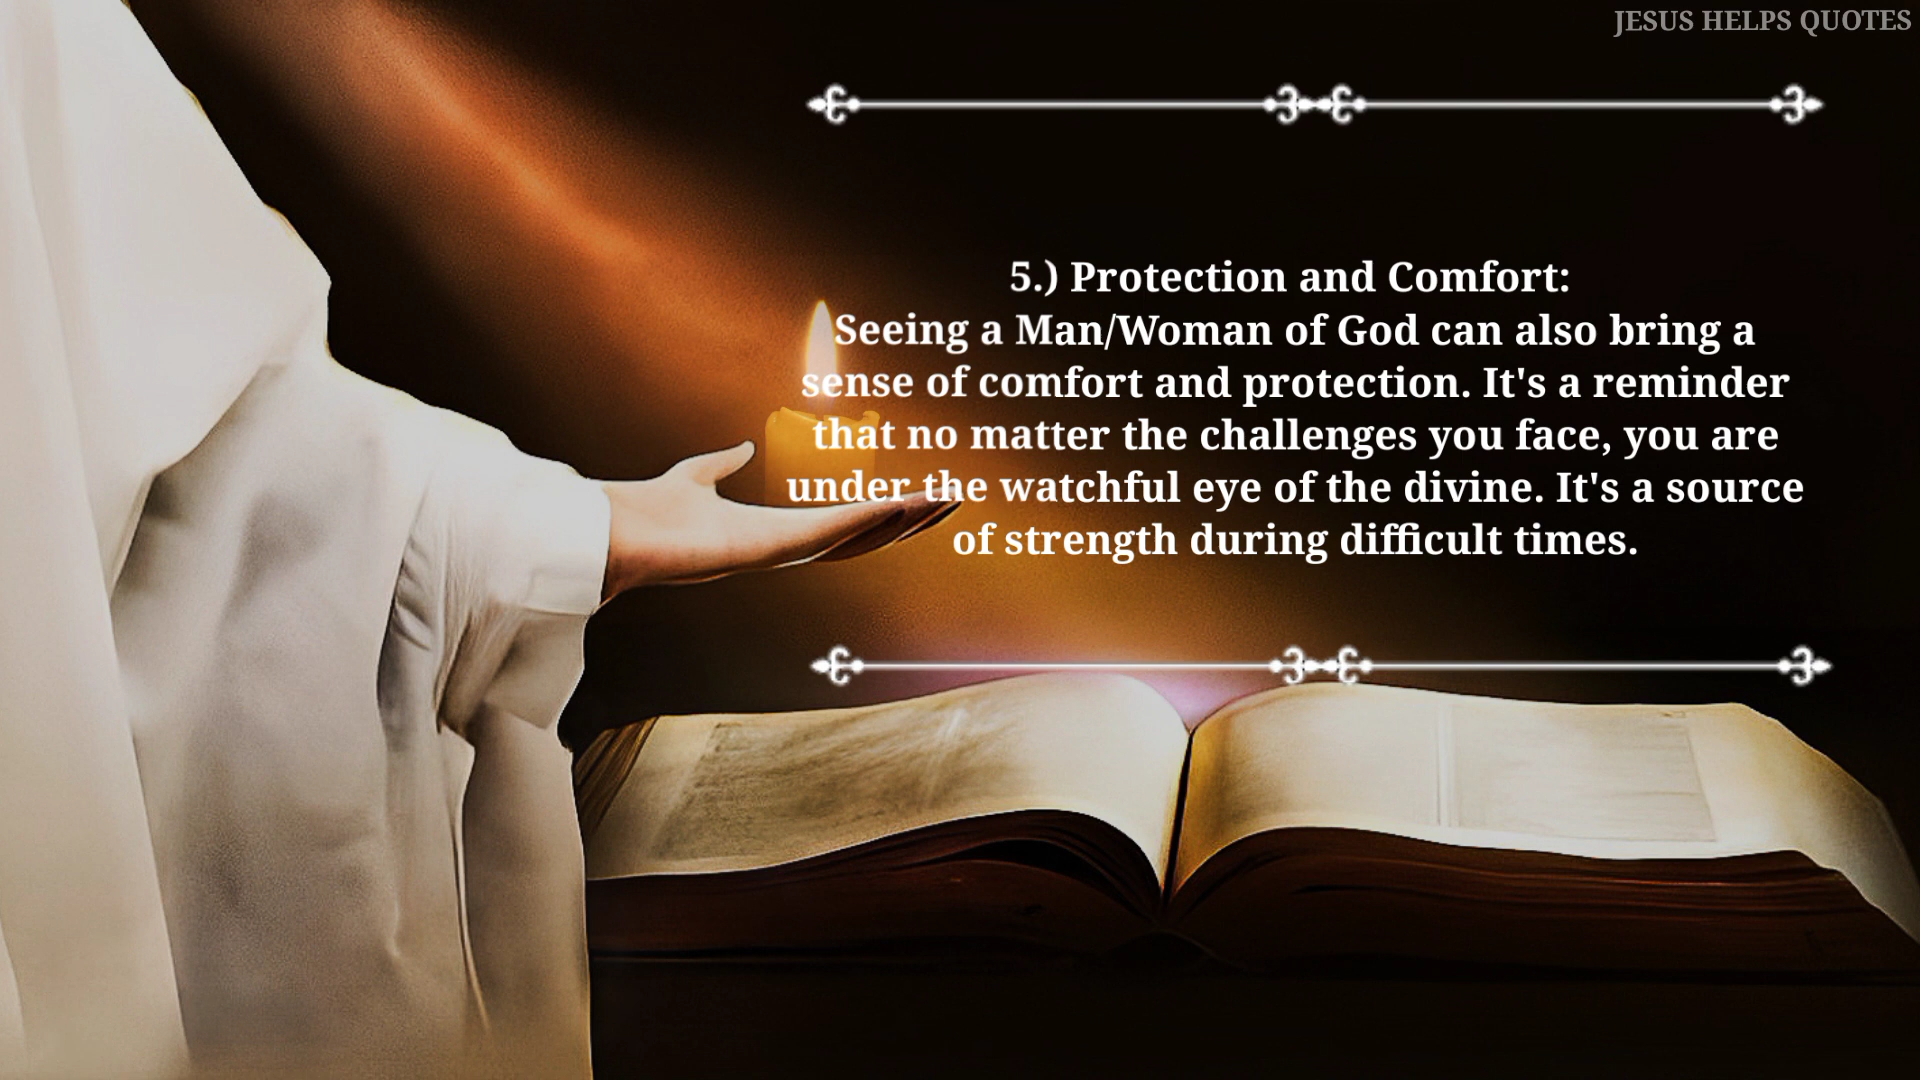 JESUS HELPS QUOTES
5.) Protection and Comfort:
Seeing a Man/Woman of God can also bring a
sense of comfort and protection. It's a reminder
that no matter the challenges you face, you are
under the watchful eye of the divine. It's a source
of strength during difficult times.